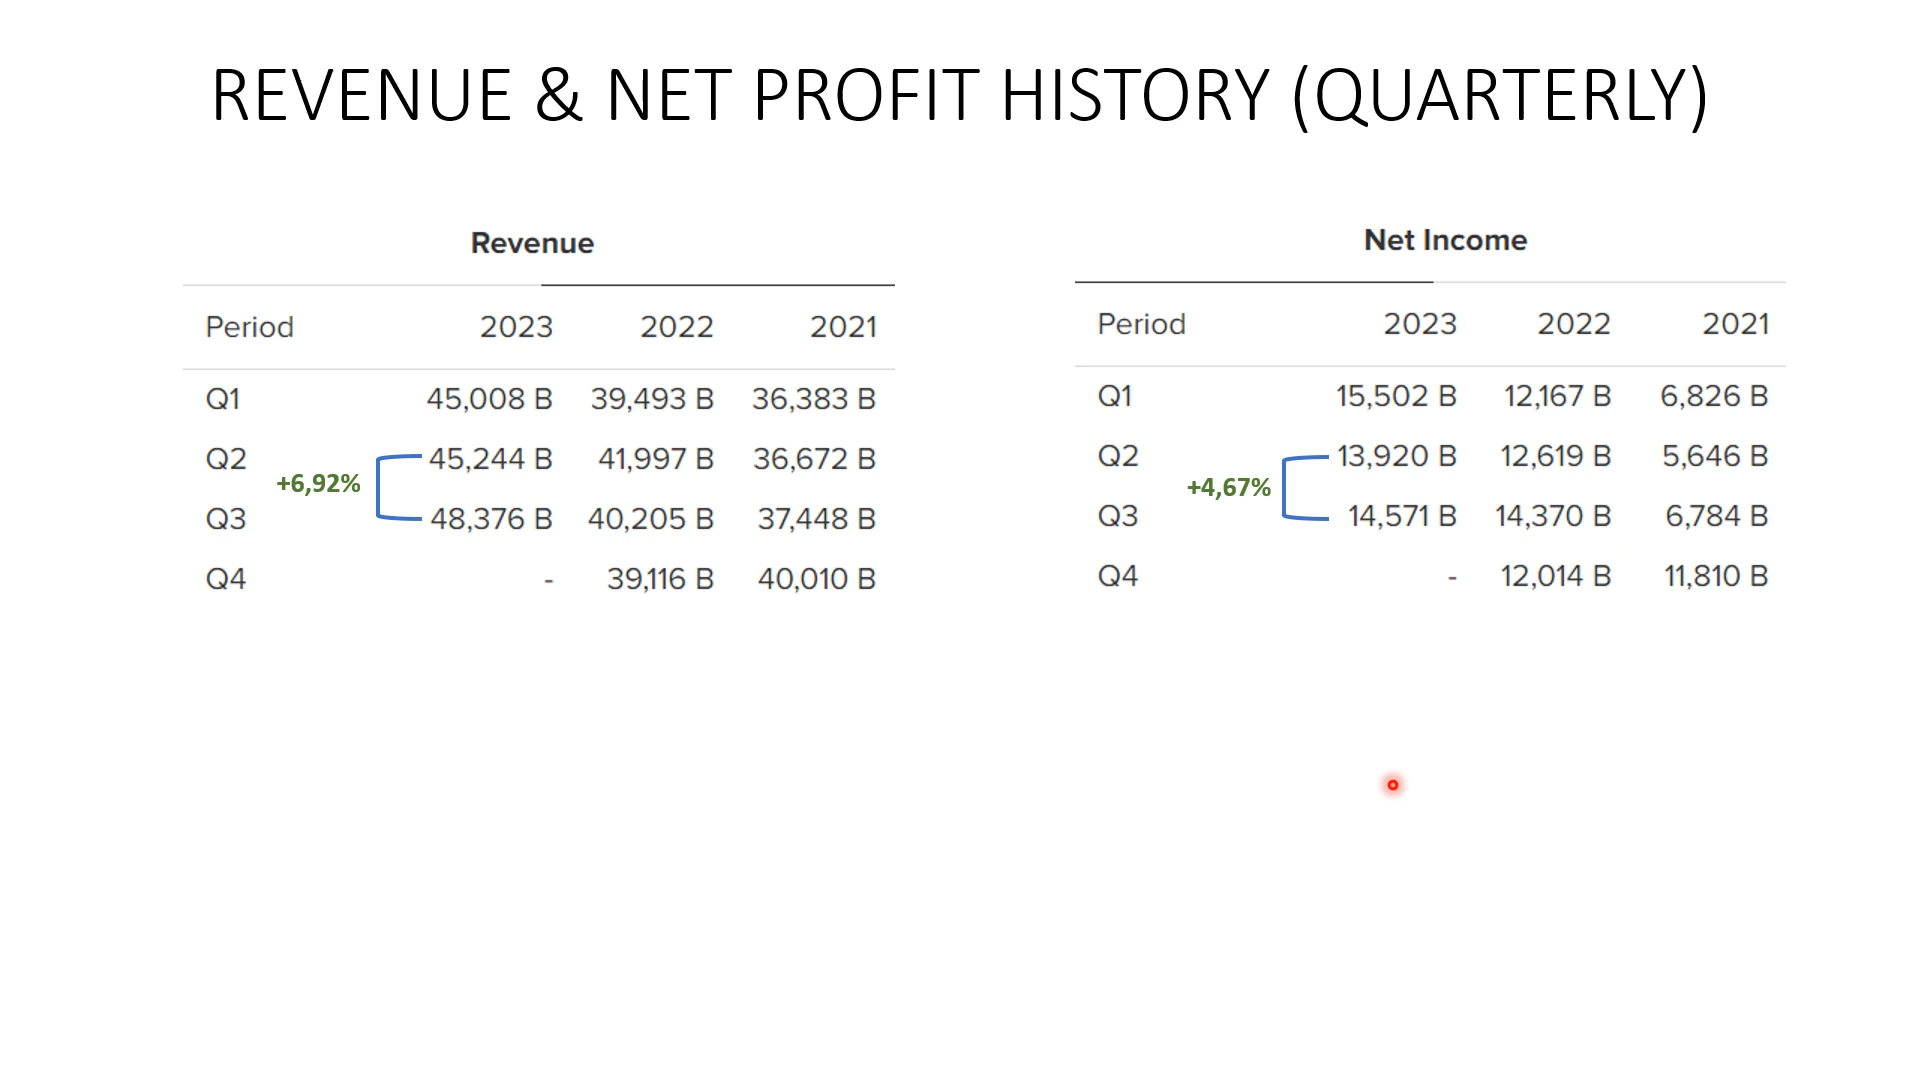 REVENUE & NET PROFIT HISTORY (QUARTERLY)
Revenue
Period 2023 2022 2021
Q1 45,008 B 39,493 B 36,383 B
Q2 45,244 B 41,997 B 36,672 B
+6,92%
Q3 48,376 B 40,205 B 37,448 B
Q4 - 39,116 B 40,010 B
Net Income
Period 2023 2022 2021
Q1 15,502 B 12,167 B 6,826 B
Q2 13,920 B 12,619 B 5,646 B
+4,67%
Q3 14,571 B 14,370 B 6,784 B
Q4 - 12,014 B 11,810 B